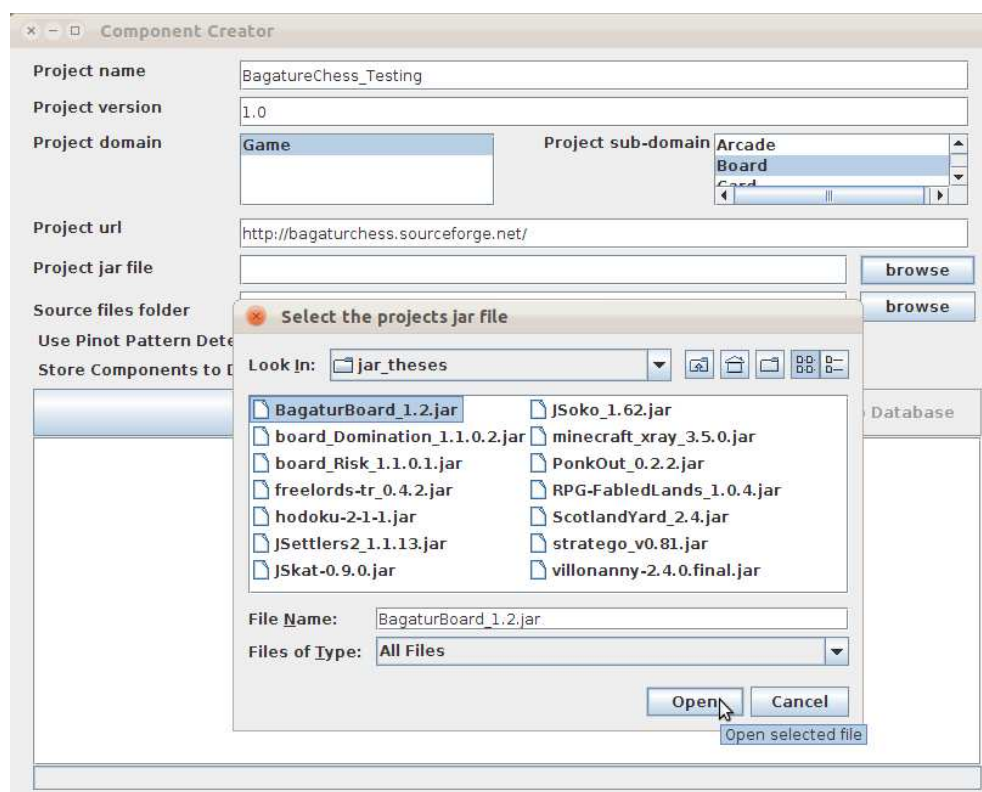 Component Creator
Project name
BagatureChess_Testing
Project version
1.0
Project domain
Game
Project sub-domain
Arcade
Board
Card
Project url
http://bagaturchess.sourceforge.net/
Project jar file
browse
Source files folder
browse
Use Pinot Pattern Dete
Store Components to D
Database
Select the projects jar file
Look In:
jar_theses
BagaturBoard_1.2.jar
board_Domination_1.1.0.2.jar
board_Risk_1.1.0.1.jar
freelords-tr_0.4.2.jar
hodoku-2-1-1.jar
JSettlers2_1.1.13.jar
JSkat-0.9.0.jar
JSoko_1.62.jar
minecraft_xray_3.5.0.jar
PonkOut_0.2.2.jar
RPG-FabledLands_1.0.4.jar
ScotlandYard_2.4.jar
stratego_v0.81.jar
villonanny-2.4.0.final.jar
File Name:
BagaturBoard_1.2.jar
Files of Type:
All Files
Open
Cancel
Open selected file